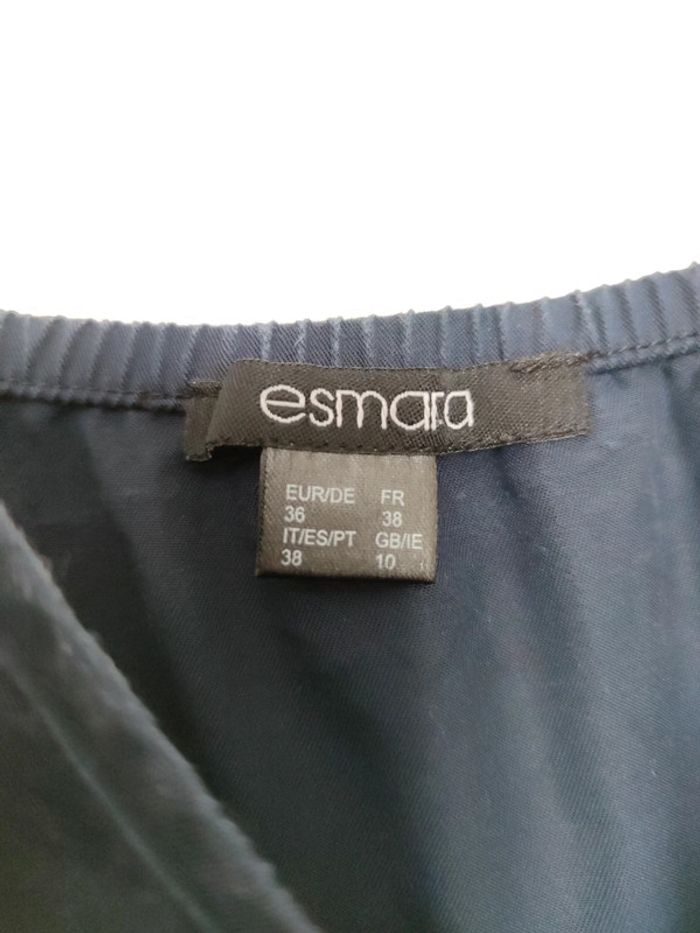 esmara
EUR/DE FR
36 38
IT/ES/PT GB/IE
38 10